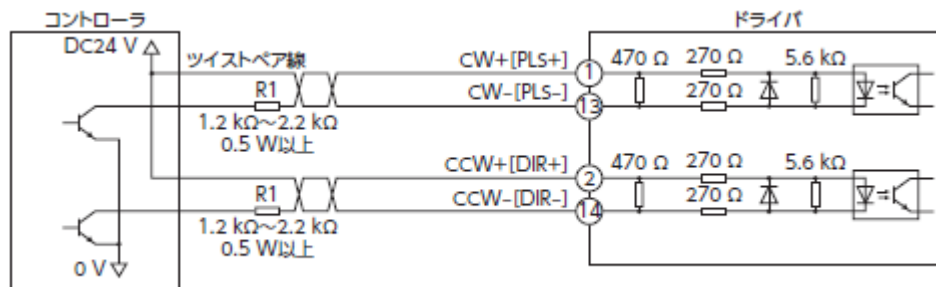 コントローラ
ドライバ
DC24 V
ツイストペア線
CW+[PLS+]
1
470 Ω
270 Ω
5.6 kΩ
R1
CW−[PLS−]
13
270 Ω
1.2 kΩ～2.2 kΩ
0.5 W以上
CCW+[DIR+]
2
470 Ω
270 Ω
5.6 kΩ
R1
CCW−[DIR−]
14
270 Ω
1.2 kΩ～2.2 kΩ
0.5 W以上
0 V